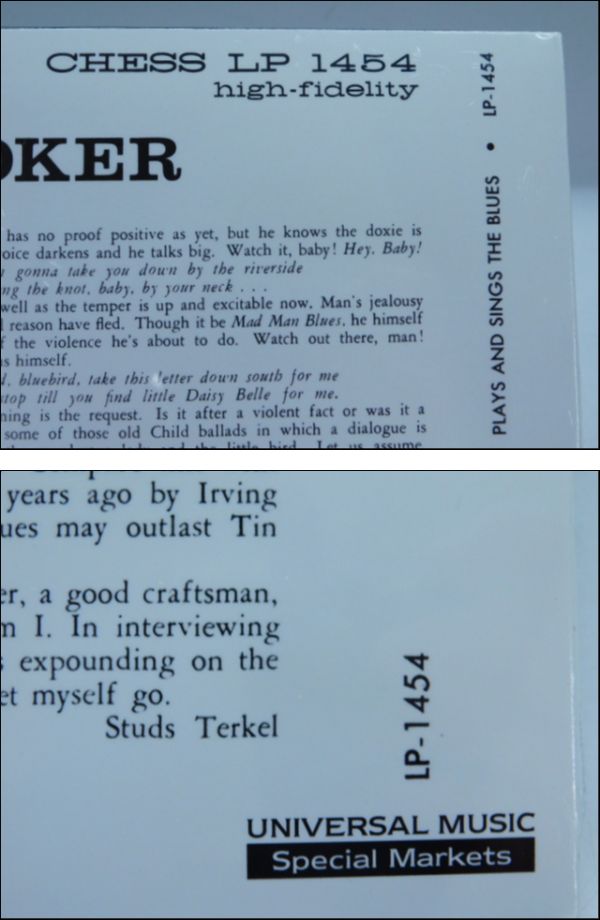 CHESS LP 1454
high-fidelity
OKER
has no proof positive as yet, but he knows the doxie is
oice darkens and he talks big. Watch it, baby! Hey, Baby!
gonna take you down by the riverside
ng the knot, baby, by your neck . . .
well as the temper is up and excitable now. Man's jealousy
reason have fled. Though it be Mad Man Blues, he himself
f the violence he's about to do. Watch out there, man!
s himself.
d, bluebird, take this etter down south for me
stop till you find little Daisy Belle for me.
ning is the request. Is it after a violent fact or was it a
some of those old Child ballads in which a dialogue is
the little bird. Let us assume
PLAYS AND SINGS THE BLUES • LP-1454
years ago by Irving
ues may outlast Tin
er, a good craftsman,
m I. In interviewing
s expounding on the
et myself go.
Studs Terkel
LP-1454
UNIVERSAL MUSIC
Special Markets